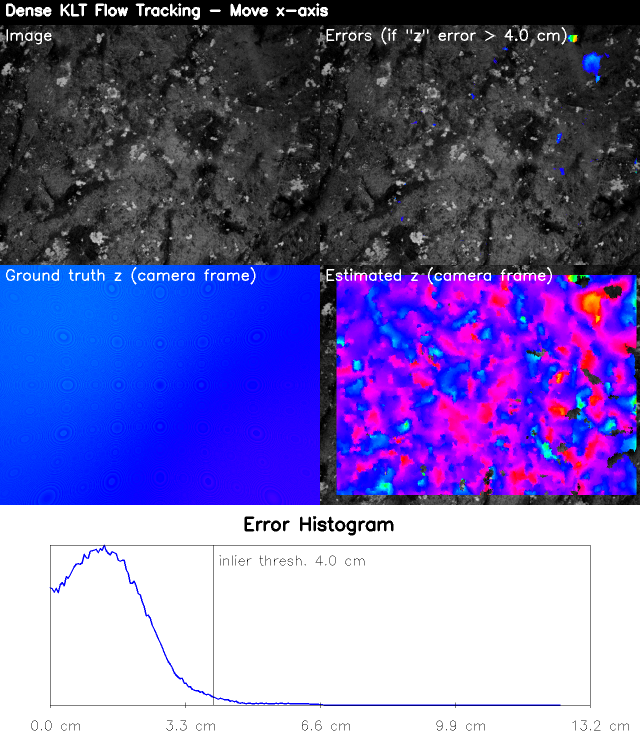 Dense KLT Flow Tracking - Move x-axis
Image
Errors (if "z" error > 4.0 cm)
Ground truth z (camera frame)
Estimated z (camera frame)
Error Histogram
inlier thresh. 4.0 cm
0.0 cm 3.3 cm 6.6 cm 9.9 cm 13.2 cm